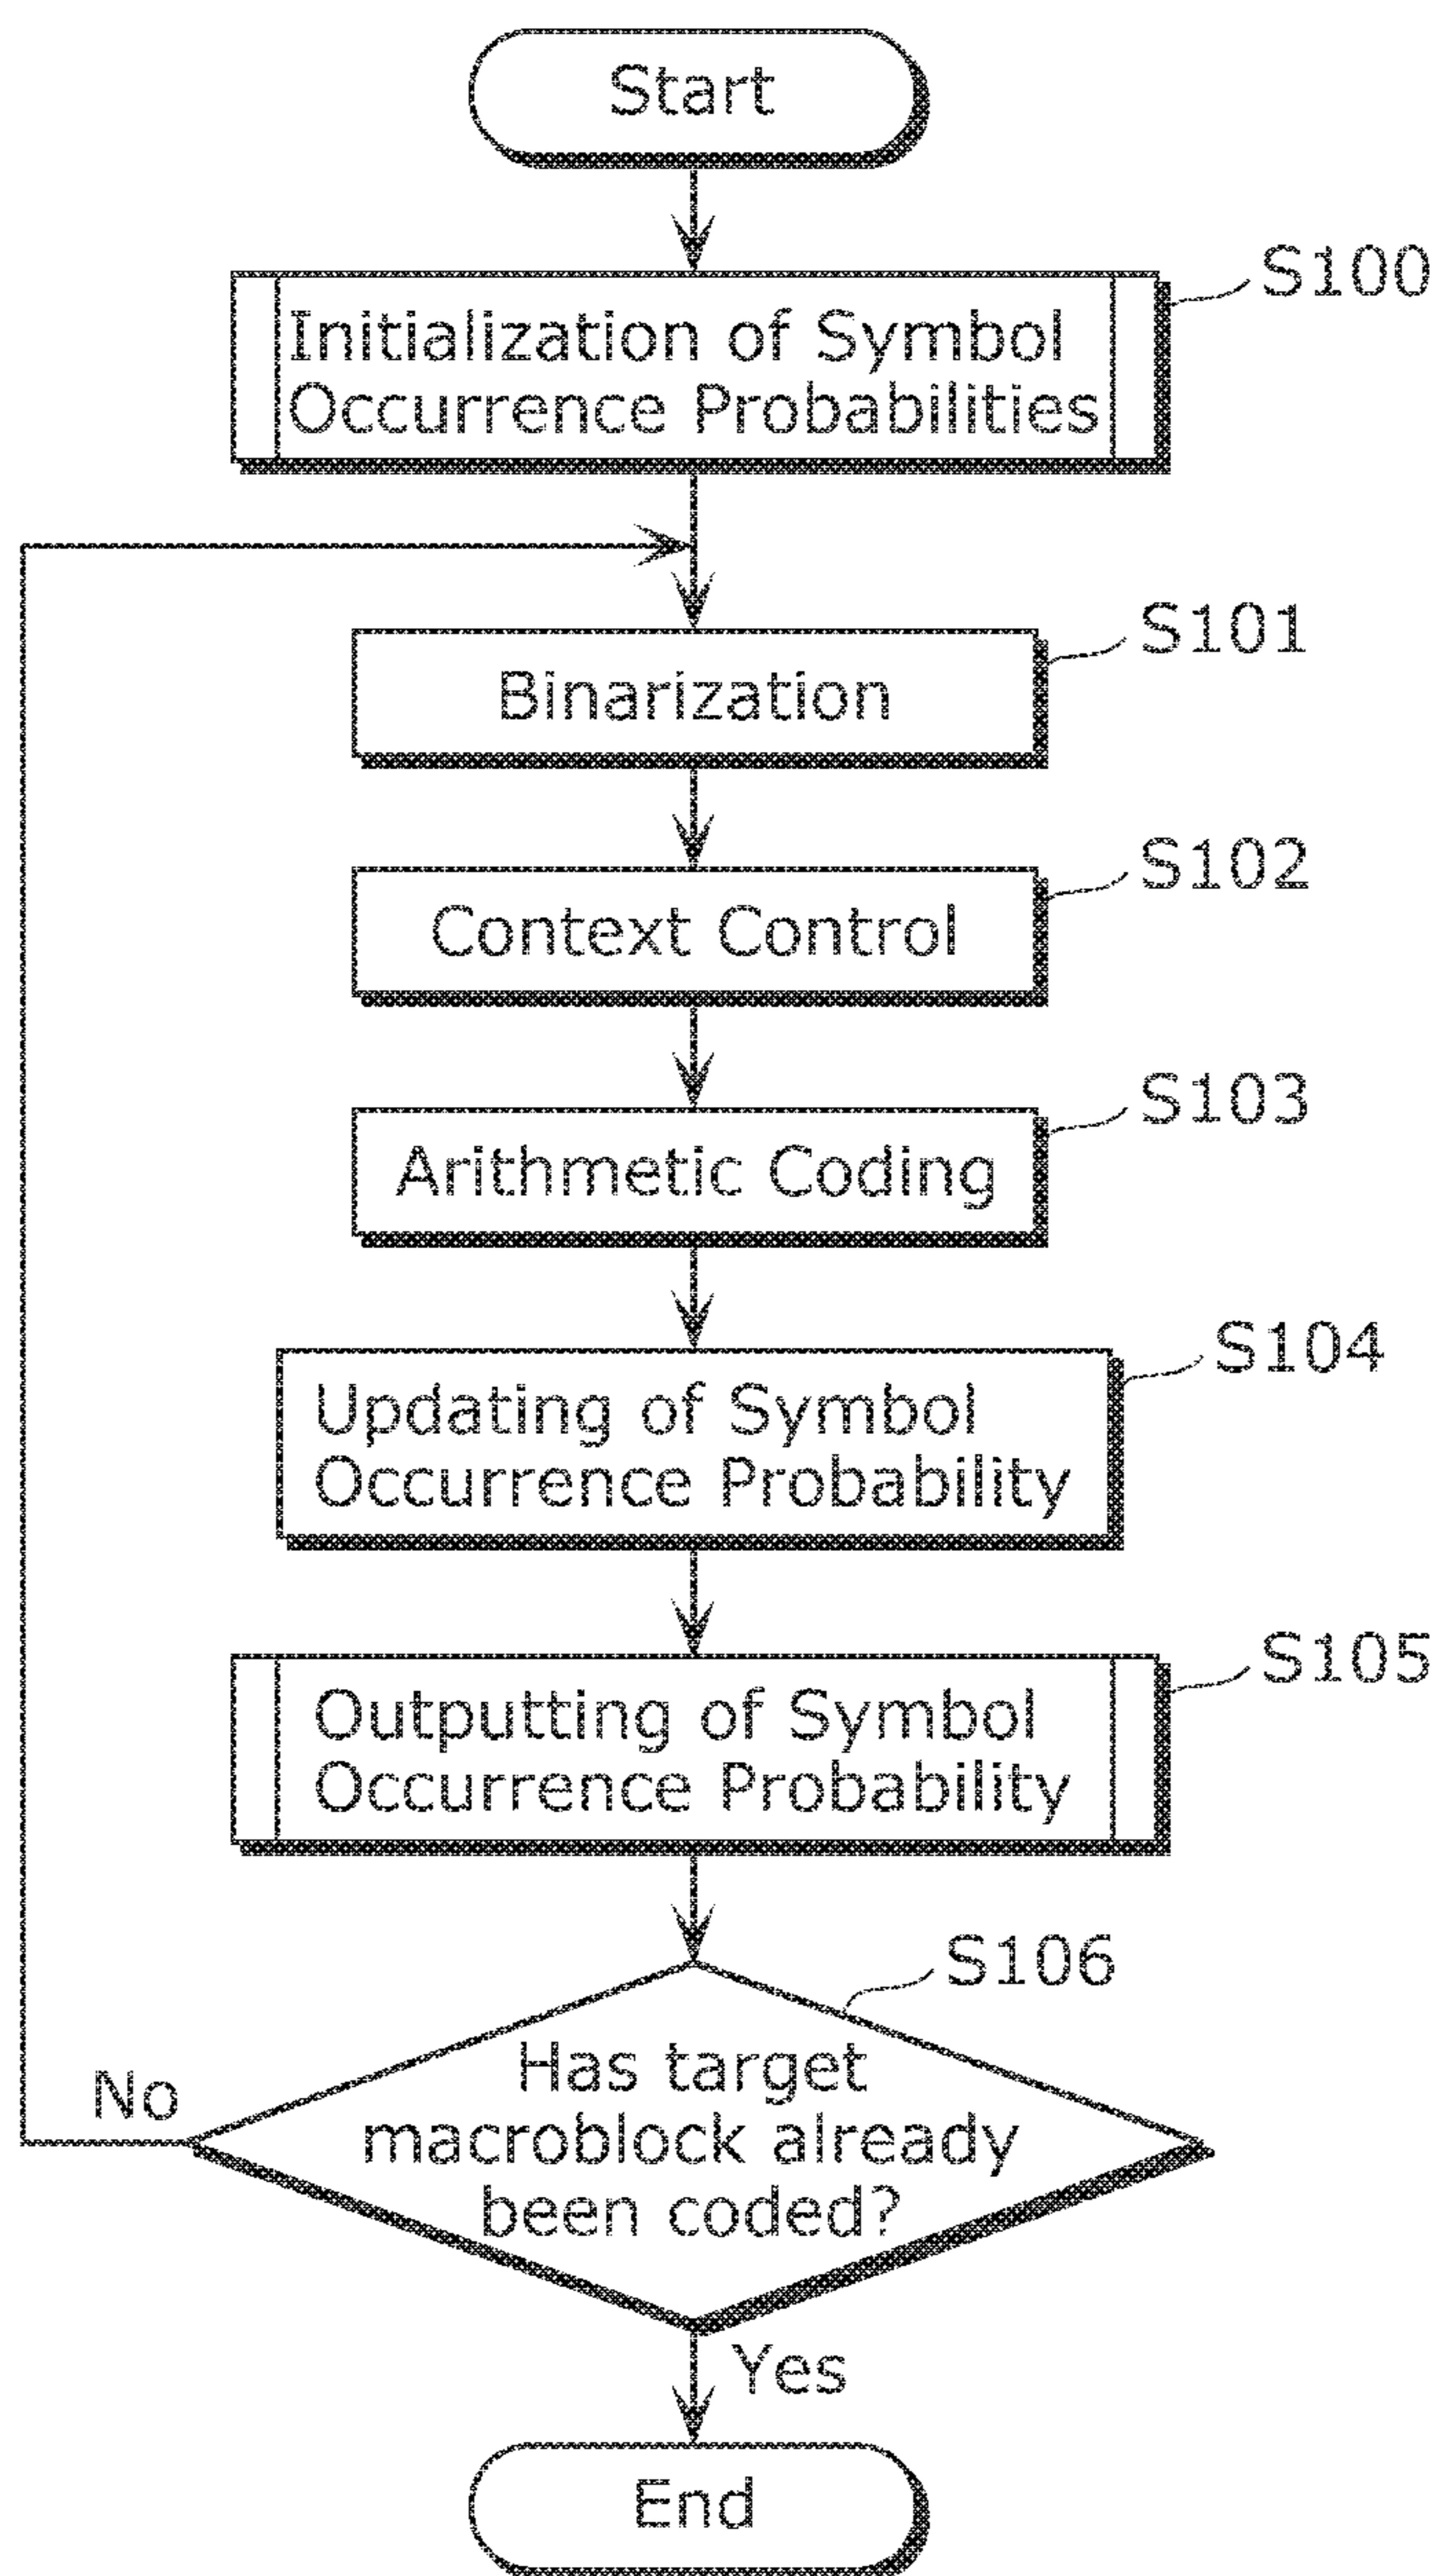 Start
S100
Initialization of Symbol
Occurrence Probabilities
S101
Binarization
S102
Context Control
S103
Arithmetic Coding
S104
Updating of Symbol
Occurrence Probability
S105
Outputting of Symbol
Occurrence Probability
S106
Has target
macroblock already
been coded?
No
Yes
End